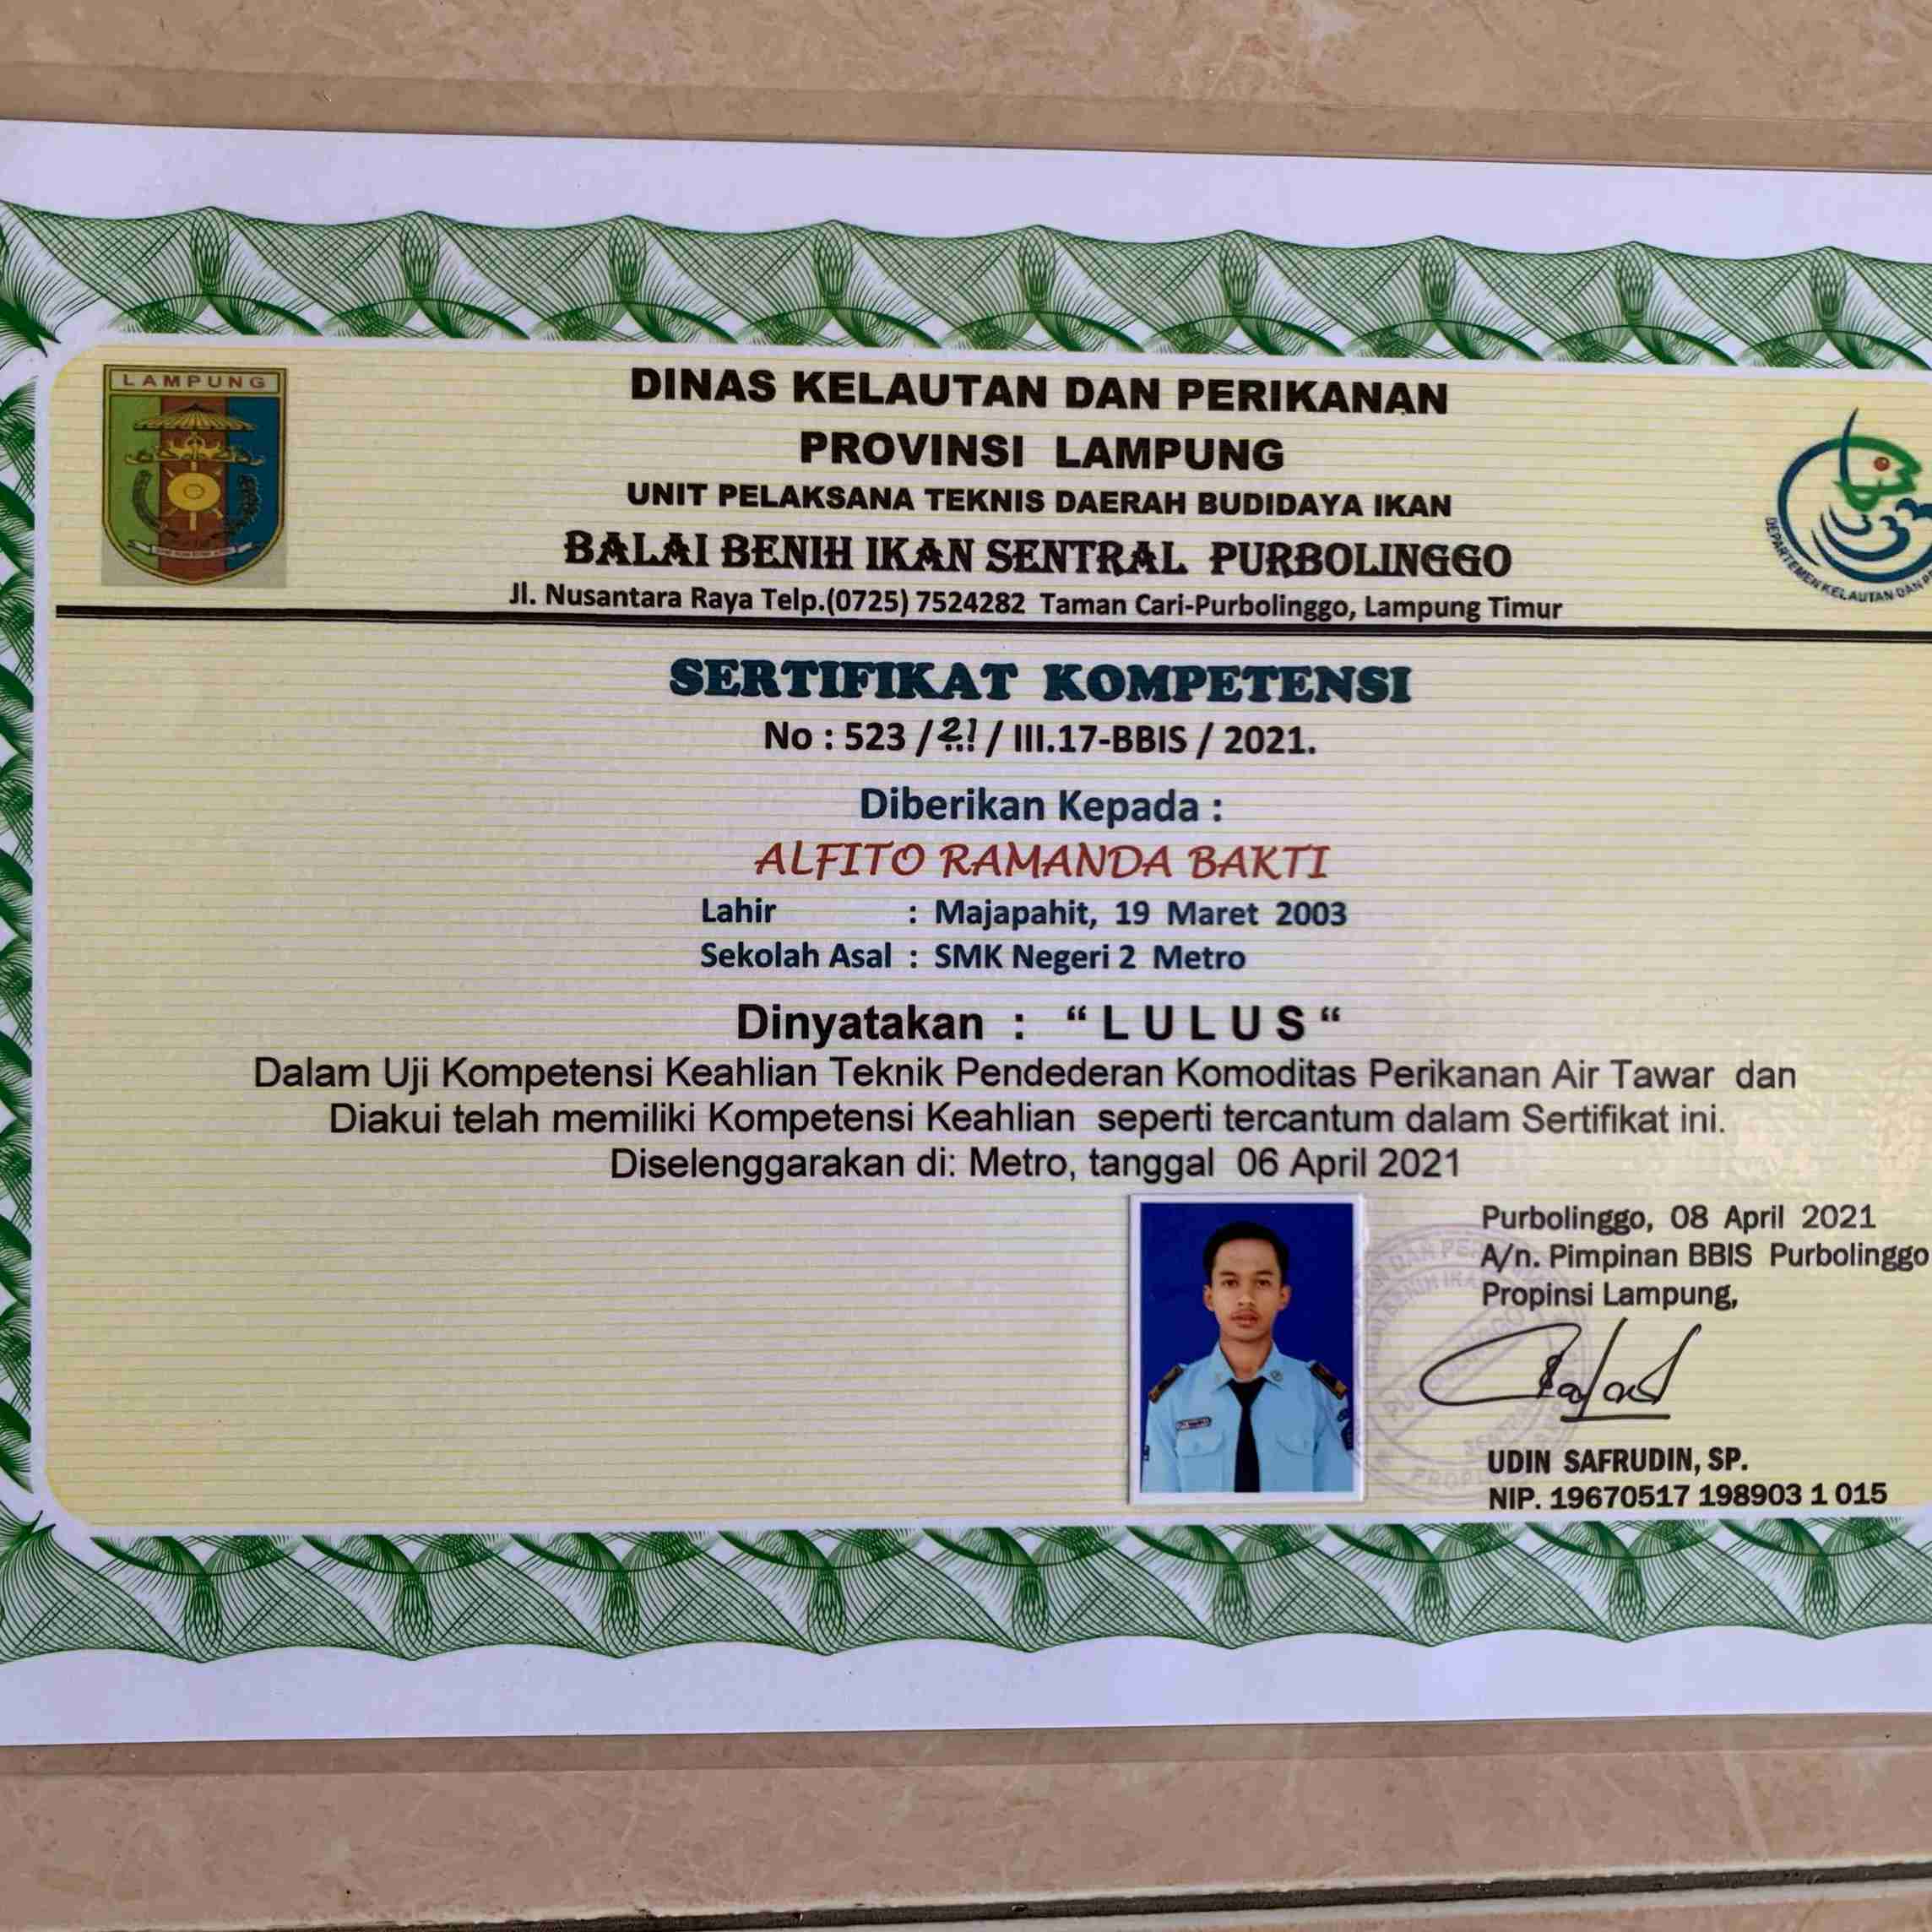 LAMPUNG
DINAS KELAUTAN DAN PERIKANAN
PROVINSI LAMPUNG
UNIT PELAKSANA TEKNIS DAERAH BUDIDAYA IKAN
BALAI BENIH IKAN SENTRAL PURBOLINGGO
Jl. Nusantara Raya Telp.(0725) 7524282 Taman Cari-Purbolinggo, Lampung Timur
DEPARTEMEN KELAUTAN DAN
SERTIFIKAT KOMPETENSI
No : 523 / 21 / III.17-BBIS / 2021.
Diberikan Kepada :
ALFITO RAMANDA BAKTI
Lahir : Majapahit, 19 Maret 2003
Sekolah Asal : SMK Negeri 2 Metro
Dinyatakan : “ L U L U S “
Dalam Uji Kompetensi Keahlian Teknik Pendederan Komoditas Perikanan Air Tawar dan
Diakui telah memiliki Kompetensi Keahlian seperti tercantum dalam Sertifikat ini.
Diselenggarakan di: Metro, tanggal 06 April 2021
Purbolinggo, 08 April 2021
A/n. Pimpinan BBIS Purbolinggo
Propinsi Lampung,
UDIN SAFRUDIN, SP.
NIP. 19670517 198903 1 015